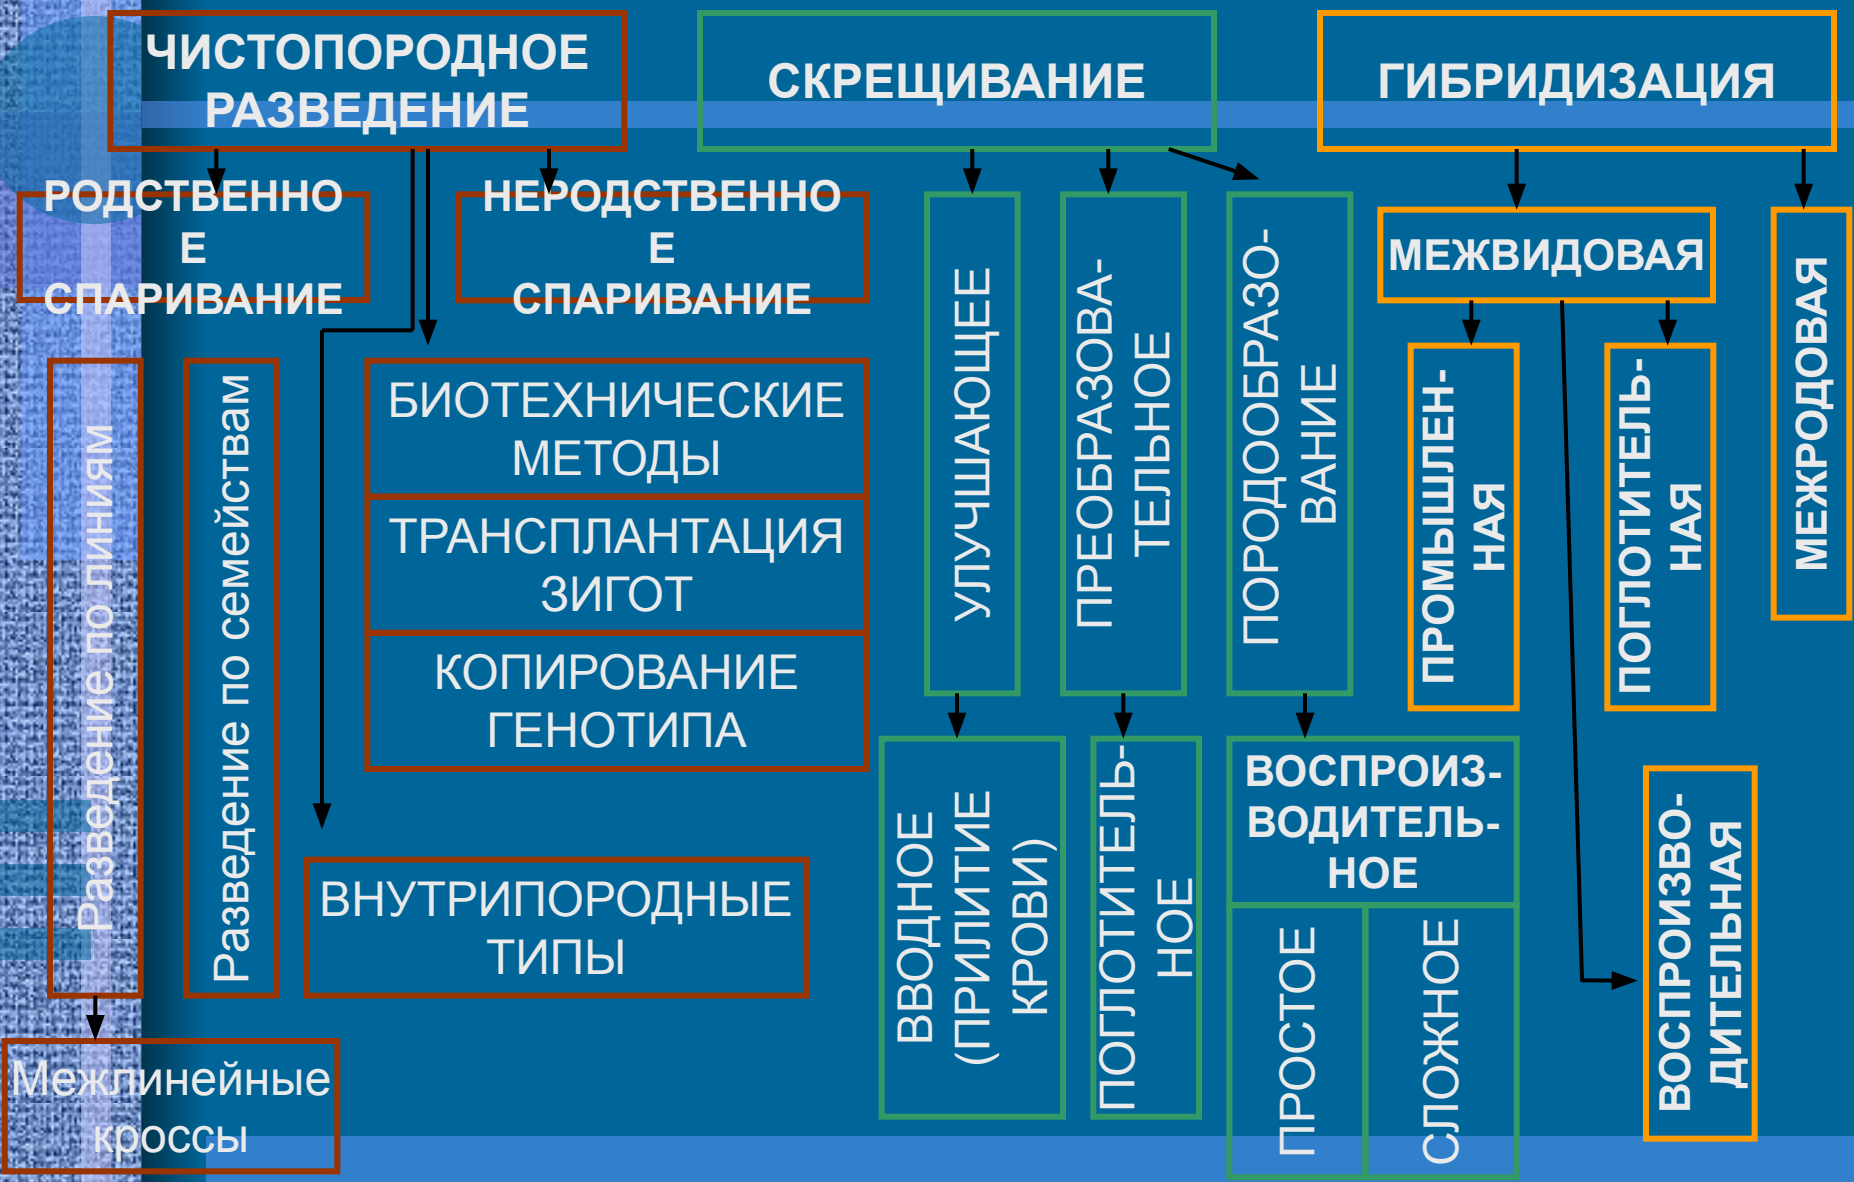 ЧИСТОПОРОДНОЕ
РАЗВЕДЕНИЕ
СКРЕЩИВАНИЕ
ГИБРИДИЗАЦИЯ
РОДСТВЕННО
Е
СПАРИВАНИЕ
НЕРОДСТВЕННО
Е
СПАРИВАНИЕ
Разведение по линиям
Разведение по семействам
БИОТЕХНИЧЕСКИЕ
МЕТОДЫ
ТРАНСПЛАНТАЦИЯ
ЗИГОТ
КОПИРОВАНИЕ
ГЕНОТИПА
ВНУТРИПОРОДНЫЕ
ТИПЫ
Межлинейные
кроссы
УЛУЧШАЮЩЕЕ
ПРЕОБРАЗОВА-
ТЕЛЬНОЕ
ПОРОДООБРАЗО-
ВАНИЕ
ВВОДНОЕ
(ПРИЛИТИЕ
КРОВИ)
ПОГЛОТИТЕЛЬ-
НОЕ
ВОСПРОИЗ-
ВОДИТЕЛЬ-
НОЕ
ПРОСТОЕ
СЛОЖНОЕ
МЕЖВИДОВАЯ
МЕЖРОДОВАЯ
ПРОМЫШЛЕН-
НАЯ
ПОГЛОТИТЕЛЬ-
НАЯ
ВОСПРОИЗВО-
ДИТЕЛЬНАЯ